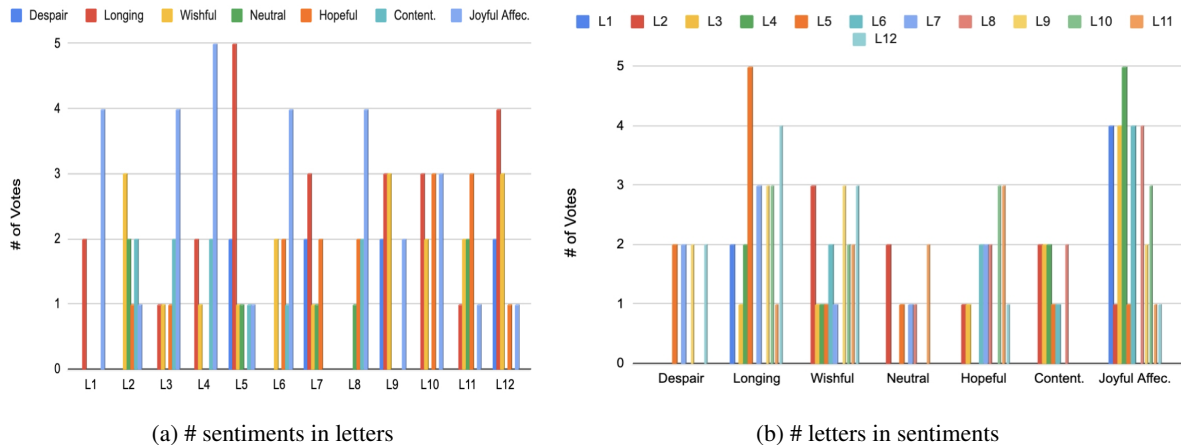 Despair Longing Wishful Neutral Hopeful Content. Joyful Affec.
# of Votes
5
4
3
2
1
0
L1 L2 L3 L4 L5 L6 L7 L8 L9 L10 L11 L12
(a) # sentiments in letters
L1 L2 L3 L4 L5 L6 L7 L8 L9 L10 L11
L12
# of Votes
5
4
3
2
1
0
Despair Longing Wishful Neutral Hopeful Content. Joyful Affec.
(b) # letters in sentiments